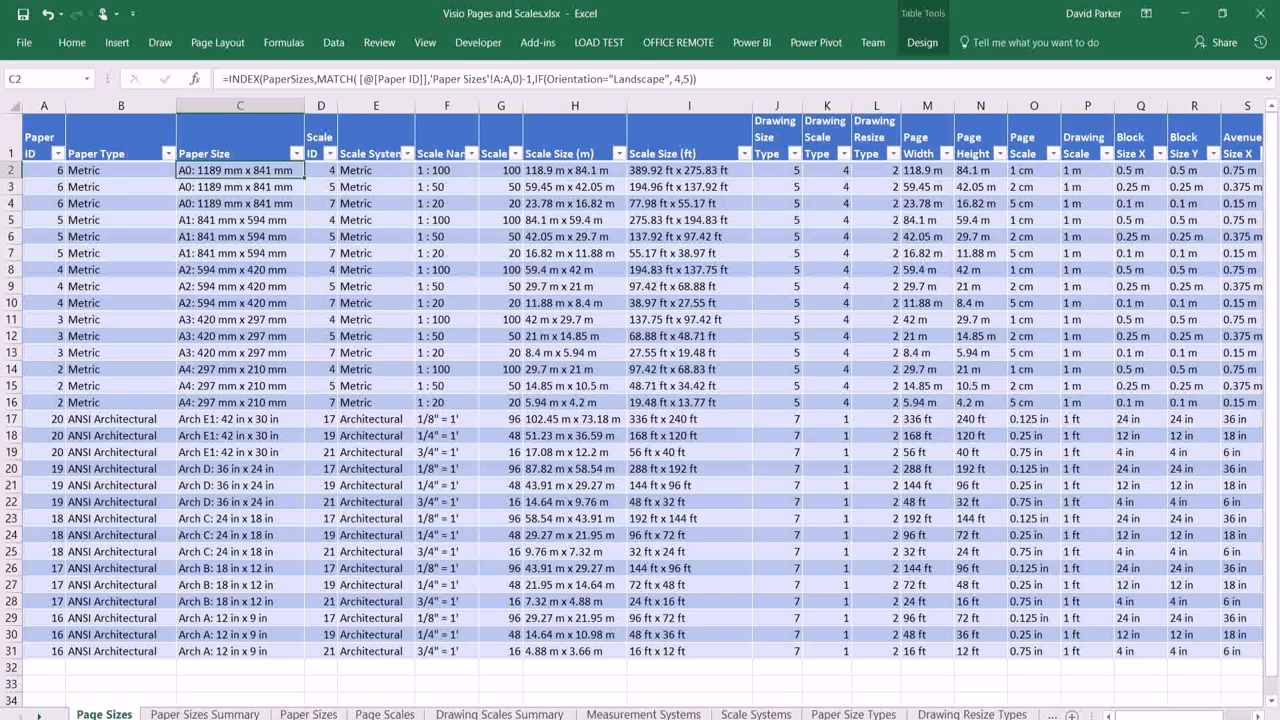 Visio Pages and Scales.xlsx - Excel
Table Tools
David Parker
File Home Insert Draw Page Layout Formulas Data Review View Developer Add-ins LOAD TEST OFFICE REMOTE Power BI Power Pivot Team Design Tell me what you want to do Share
C2 fx =INDEX(PaperSizes,MATCH( [@[Paper ID]],'Paper Sizes'!A:A,0)-1,IF(Orientation="Landscape", 4,5))
A B C D E F G H I J K L M N O P Q R S
1 Paper ID Paper Type Paper Size Scale ID Scale System Scale Nar Scale Scale Size (m) Scale Size (ft) Drawing Size Type Drawing Scale Type Drawing Resize Type Page Width Page Height Page Scale Drawing Scale Block Size X Block Size Y Avenue Size X
2 6 Metric A0: 1189 mm x 841 mm 4 Metric 1 : 100 100 118.9 m x 84.1 m 389.92 ft x 275.83 ft 5 4 2 118.9 m 84.1 m 1 cm 1 m 0.5 m 0.5 m 0.75 m
3 6 Metric A0: 1189 mm x 841 mm 5 Metric 1 : 50 50 59.45 m x 42.05 m 194.96 ft x 137.92 ft 5 4 2 59.45 m 42.05 m 2 cm 1 m 0.25 m 0.25 m 0.375 m
4 6 Metric A0: 1189 mm x 841 mm 7 Metric 1 : 20 20 23.78 m x 16.82 m 77.98 ft x 55.17 ft 5 4 2 23.78 m 16.82 m 5 cm 1 m 0.1 m 0.1 m 0.15 m
5 5 Metric A1: 841 mm x 594 mm 4 Metric 1 : 100 100 84.1 m x 59.4 m 275.83 ft x 194.83 ft 5 4 2 84.1 m 59.4 m 1 cm 1 m 0.5 m 0.5 m 0.75 m
6 5 Metric A1: 841 mm x 594 mm 5 Metric 1 : 50 50 42.05 m x 29.7 m 137.92 ft x 97.42 ft 5 4 2 42.05 m 29.7 m 2 cm 1 m 0.25 m 0.25 m 0.375 m
7 5 Metric A1: 841 mm x 594 mm 7 Metric 1 : 20 20 16.82 m x 11.88 m 55.17 ft x 38.97 ft 5 4 2 16.82 m 11.88 m 5 cm 1 m 0.1 m 0.1 m 0.15 m
8 4 Metric A2: 594 mm x 420 mm 4 Metric 1 : 100 100 59.4 m x 42 m 194.83 ft x 137.75 ft 5 4 2 59.4 m 42 m 1 cm 1 m 0.5 m 0.5 m 0.75 m
9 4 Metric A2: 594 mm x 420 mm 5 Metric 1 : 50 50 29.7 m x 21 m 97.42 ft x 68.88 ft 5 4 2 29.7 m 21 m 2 cm 1 m 0.25 m 0.25 m 0.375 m
10 4 Metric A2: 594 mm x 420 mm 7 Metric 1 : 20 20 11.88 m x 8.4 m 38.97 ft x 27.55 ft 5 4 2 11.88 m 8.4 m 5 cm 1 m 0.1 m 0.1 m 0.15 m
11 3 Metric A3: 420 mm x 297 mm 4 Metric 1 : 100 100 42 m x 29.7 m 137.75 ft x 97.42 ft 5 4 2 42 m 29.7 m 1 cm 1 m 0.5 m 0.5 m 0.75 m
12 3 Metric A3: 420 mm x 297 mm 5 Metric 1 : 50 50 21 m x 14.85 m 68.88 ft x 48.71 ft 5 4 2 21 m 14.85 m 2 cm 1 m 0.25 m 0.25 m 0.375 m
13 3 Metric A3: 420 mm x 297 mm 7 Metric 1 : 20 20 8.4 m x 5.94 m 27.55 ft x 19.48 ft 5 4 2 8.4 m 5.94 m 5 cm 1 m 0.1 m 0.1 m 0.15 m
14 2 Metric A4: 297 mm x 210 mm 4 Metric 1 : 100 100 29.7 m x 21 m 97.42 ft x 68.83 ft 5 4 2 29.7 m 21 m 1 cm 1 m 0.5 m 0.5 m 0.75 m
15 2 Metric A4: 297 mm x 210 mm 5 Metric 1 : 50 50 14.85 m x 10.5 m 48.71 ft x 34.42 ft 5 4 2 14.85 m 10.5 m 2 cm 1 m 0.25 m 0.25 m 0.375 m
16 2 Metric A4: 297 mm x 210 mm 7 Metric 1 : 20 20 5.94 m x 4.2 m 19.48 ft x 13.77 ft 5 4 2 5.94 m 4.2 m 5 cm 1 m 0.1 m 0.1 m 0.15 m
17 20 ANSI Architectural Arch E1: 42 in x 30 in 17 Architectural 1/8" = 1' 96 102.45 m x 73.18 m 336 ft x 240 ft 7 1 2 336 ft 240 ft 0.125 in 1 ft 24 in 24 in 36 in
18 20 ANSI Architectural Arch E1: 42 in x 30 in 19 Architectural 1/4" = 1' 48 51.23 m x 36.59 m 168 ft x 120 ft 7 1 2 168 ft 120 ft 0.25 in 1 ft 12 in 12 in 18 in
19 20 ANSI Architectural Arch E1: 42 in x 30 in 21 Architectural 3/4" = 1' 16 17.08 m x 12.2 m 56 ft x 40 ft 7 1 2 56 ft 40 ft 0.75 in 1 ft 4 in 4 in 6 in
20 19 ANSI Architectural Arch D: 36 in x 24 in 17 Architectural 1/8" = 1' 96 87.82 m x 58.54 m 288 ft x 192 ft 7 1 2 288 ft 192 ft 0.125 in 1 ft 24 in 24 in 36 in
21 19 ANSI Architectural Arch D: 36 in x 24 in 19 Architectural 1/4" = 1' 48 43.91 m x 29.27 m 144 ft x 96 ft 7 1 2 144 ft 96 ft 0.25 in 1 ft 12 in 12 in 18 in
22 19 ANSI Architectural Arch D: 36 in x 24 in 21 Architectural 3/4" = 1' 16 14.64 m x 9.76 m 48 ft x 32 ft 7 1 2 48 ft 32 ft 0.75 in 1 ft 4 in 4 in 6 in
23 18 ANSI Architectural Arch C: 24 in x 18 in 17 Architectural 1/8" = 1' 96 58.54 m x 43.91 m 192 ft x 144 ft 7 1 2 192 ft 144 ft 0.125 in 1 ft 24 in 24 in 36 in
24 18 ANSI Architectural Arch C: 24 in x 18 in 19 Architectural 1/4" = 1' 48 29.27 m x 21.95 m 96 ft x 72 ft 7 1 2 96 ft 72 ft 0.25 in 1 ft 12 in 12 in 18 in
25 18 ANSI Architectural Arch C: 24 in x 18 in 21 Architectural 3/4" = 1' 16 9.76 m x 7.32 m 32 ft x 24 ft 7 1 2 32 ft 24 ft 0.75 in 1 ft 4 in 4 in 6 in
26 17 ANSI Architectural Arch B: 18 in x 12 in 17 Architectural 1/8" = 1' 96 43.91 m x 29.27 m 144 ft x 96 ft 7 1 2 144 ft 96 ft 0.125 in 1 ft 24 in 24 in 36 in
27 17 ANSI Architectural Arch B: 18 in x 12 in 19 Architectural 1/4" = 1' 48 21.95 m x 14.64 m 72 ft x 48 ft 7 1 2 72 ft 48 ft 0.25 in 1 ft 12 in 12 in 18 in
28 17 ANSI Architectural Arch B: 18 in x 12 in 21 Architectural 3/4" = 1' 16 7.32 m x 4.88 m 24 ft x 16 ft 7 1 2 24 ft 16 ft 0.75 in 1 ft 4 in 4 in 6 in
29 16 ANSI Architectural Arch A: 12 in x 9 in 17 Architectural 1/8" = 1' 96 29.27 m x 21.95 m 96 ft x 72 ft 7 1 2 96 ft 72 ft 0.125 in 1 ft 24 in 24 in 36 in
30 16 ANSI Architectural Arch A: 12 in x 9 in 19 Architectural 1/4" = 1' 48 14.64 m x 10.98 m 48 ft x 36 ft 7 1 2 48 ft 36 ft 0.25 in 1 ft 12 in 12 in 18 in
31 16 ANSI Architectural Arch A: 12 in x 9 in 21 Architectural 3/4" = 1' 16 4.88 m x 3.66 m 16 ft x 12 ft 7 1 2 16 ft 12 ft 0.75 in 1 ft 4 in 4 in 6 in
32
33
34
Page Sizes Paper Sizes Summary Paper Sizes Page Scales Drawing Scales Summary Measurement Systems Scale Systems Paper Size Types Drawing Resize Types ...